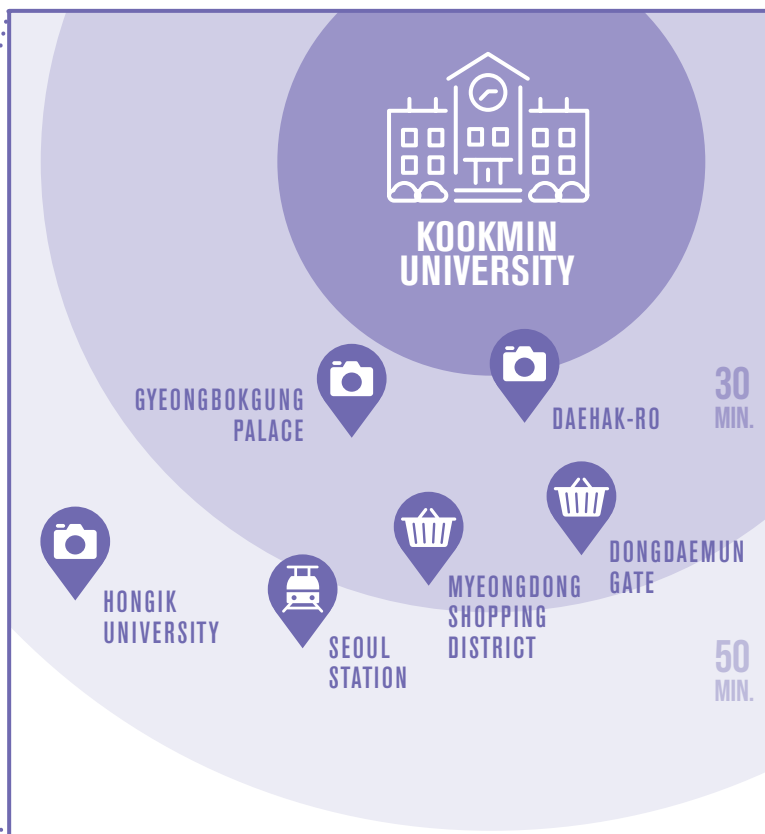 KOOKMIN
UNIVERSITY
GYEONGBOKGUNG
PALACE
DAEHAK-RO
30
MIN.
HONGIK
UNIVERSITY
SEOUL
STATION
MYEONGDONG
SHOPPING
DISTRICT
DONGDAEMUN
GATE
50
MIN.